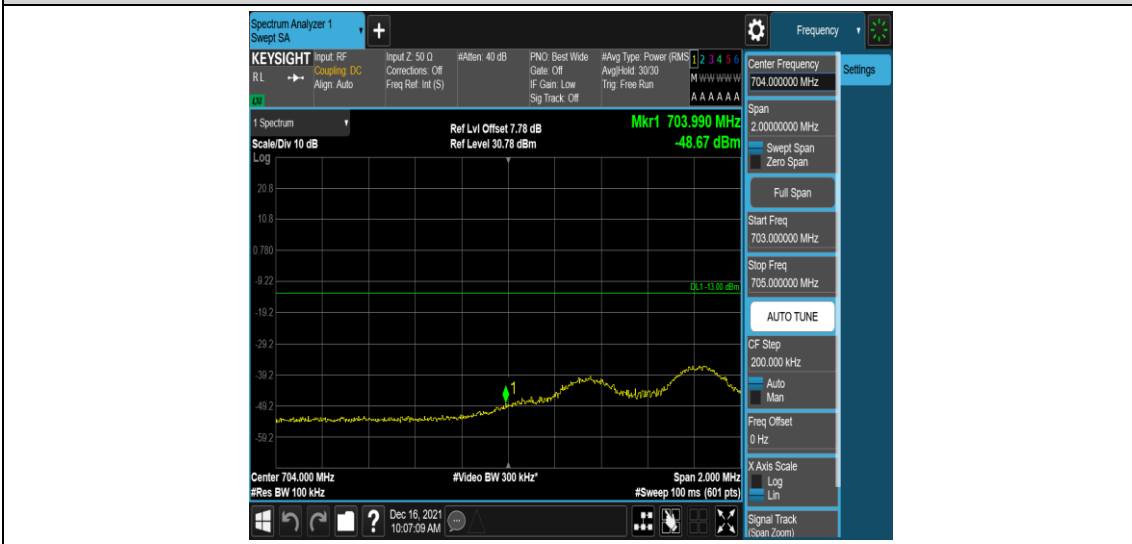 Spectrum Analyzer 1
Swept SA
+
Frequency
KEYSIGHT
RL
LXI
Input: RF
Coupling: DC
Align: Auto
Input Z: 50 Ω
Corrections: Off
Freq Ref: Int (S)
#Atten: 40 dB
PNO: Best Wide
Gate: Off
IF Gain: Low
Sig Track: Off
#Avg Type: Power (RMS
Avg|Hold: 30/30
Trig: Free Run
1 2 3 4 5 6
M W W W W W
A A A A A A
Center Frequency
704.000000 MHz
Settings
Span
2.00000000 MHz
Swept Span
Zero Span
Full Span
Start Freq
703.000000 MHz
Stop Freq
705.000000 MHz
AUTO TUNE
CF Step
200.000 kHz
Auto
Man
Freq Offset
0 Hz
X Axis Scale
Log
Lin
Signal Track
(Span Zoom)
1 Spectrum
Scale/Div 10 dB
Log
Ref Lvl Offset 7.78 dB
Ref Level 30.78 dBm
Mkr1 703.990 MHz
-48.67 dBm
20.8
10.8
0.780
-9.22
DL1 -13.00 dBm
-19.2
-29.2
-39.2
1
-49.2
-59.2
Center 704.000 MHz
#Video BW 300 kHz*
Span 2.000 MHz
#Res BW 100 kHz
#Sweep 100 ms (601 pts)
?
Dec 16, 2021
10:07:09 AM